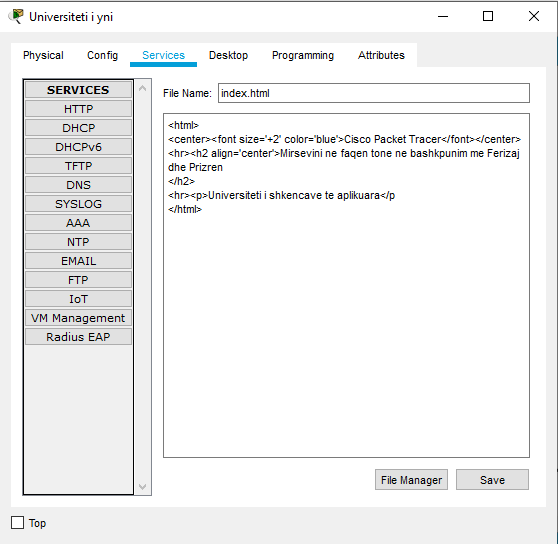 Universiteti i yni
Physical Config Services Desktop Programming Attributes
SERVICES
HTTP
DHCP
DHCPv6
TFTP
DNS
SYSLOG
AAA
NTP
EMAIL
FTP
IoT
VM Management
Radius EAP
File Name: index.html
<html>
<center><font size='+2' color='blue'>Cisco Packet Tracer</font></center>
<hr><h2 align='center'>Mirsevini ne faqen tone ne bashkpunim me Ferizaj
dhe Prizren
</h2>
<hr><p>Universiteti i shkencave te aplikuara</p
</html>
File Manager Save
Top